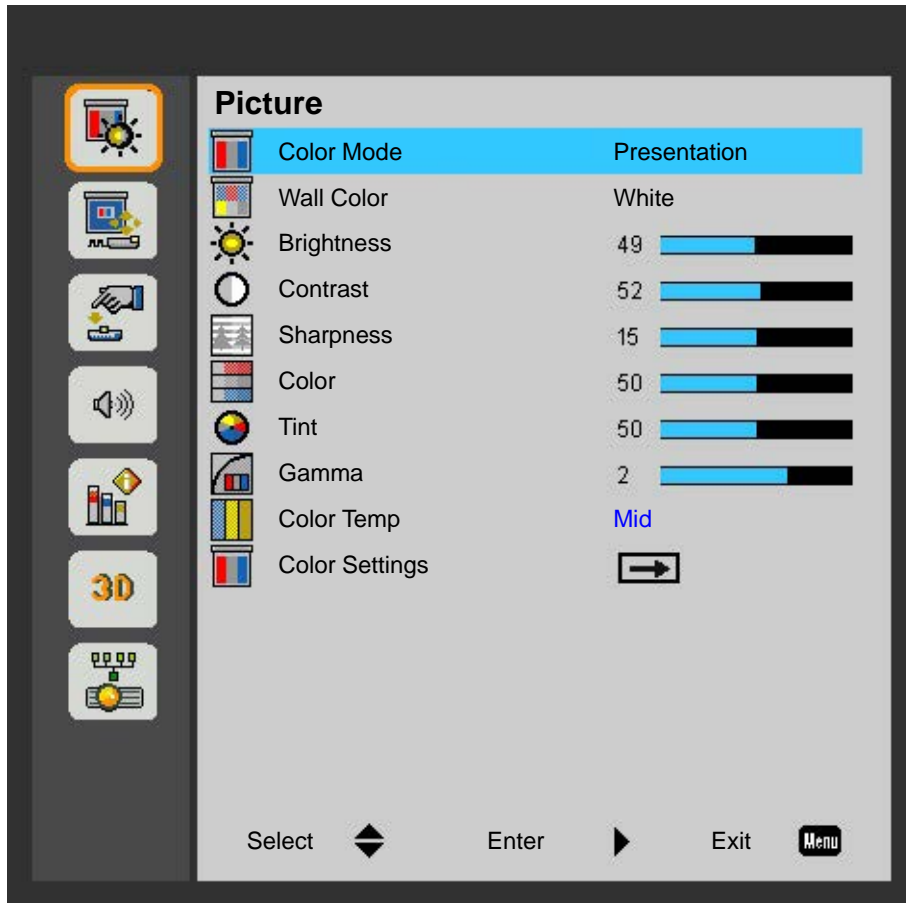 Picture
Color Mode Presentation
Wall Color White
Brightness 49
Contrast 52
Sharpness 15
Color 50
Tint 50
Gamma 2
Color Temp Mid
Color Settings
3D
Select Enter Exit Menu